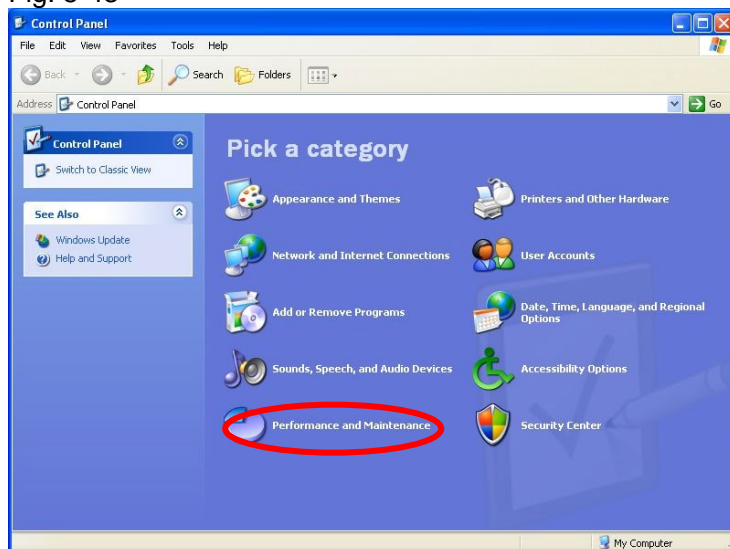 Control Panel
File Edit View Favorites Tools Help
Back Search Folders
Address Control Panel Go
Control Panel
Switch to Classic View
See Also
Windows Update
Help and Support
Pick a category
Appearance and Themes
Printers and Other Hardware
Network and Internet Connections
User Accounts
Add or Remove Programs
Date, Time, Language, and Regional
Options
Sounds, Speech, and Audio Devices
Accessibility Options
Performance and Maintenance
Security Center
My Computer